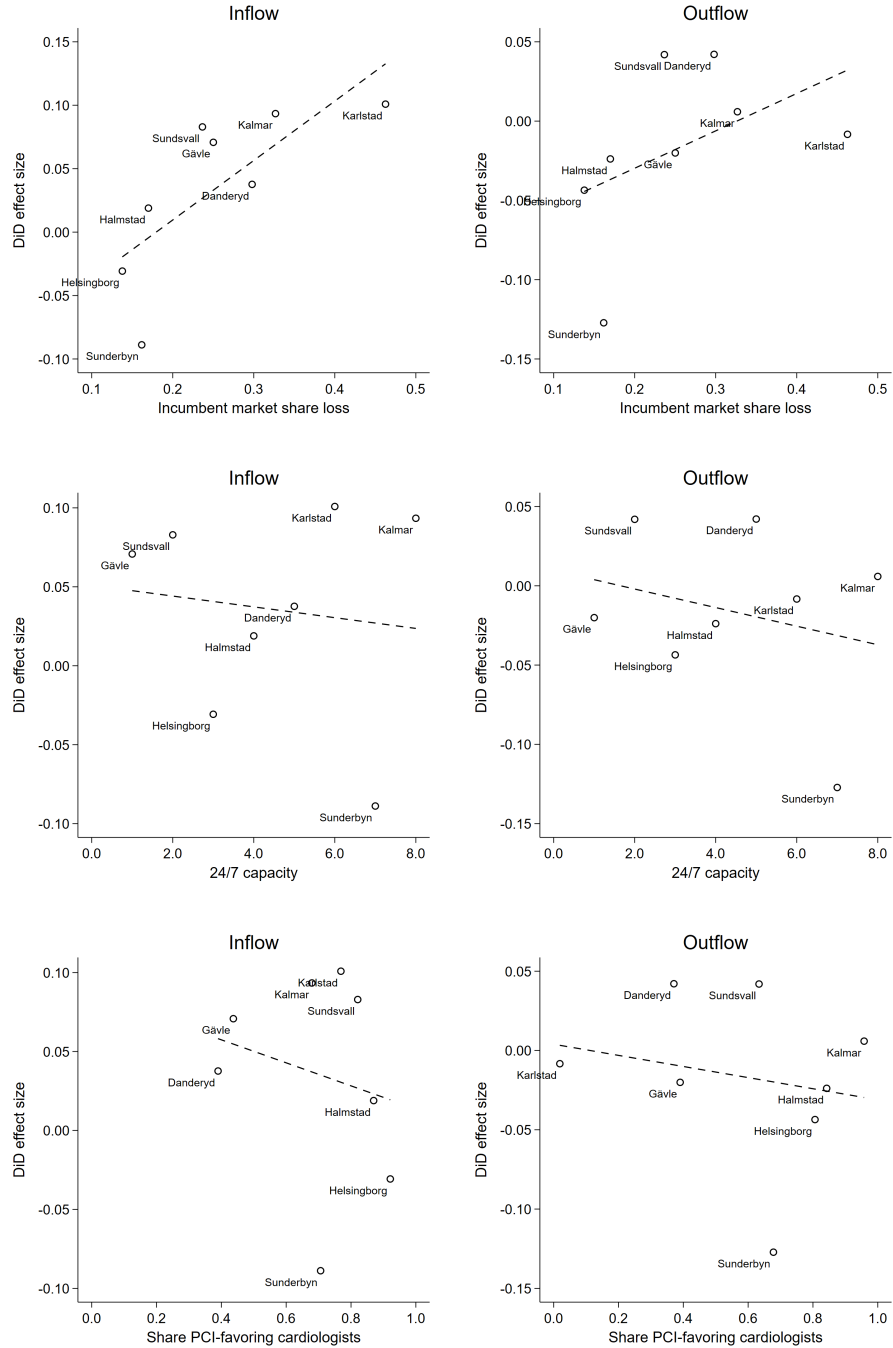 Inflow
DiD effect size
0.15
0.10
0.05
0.00
-0.05
-0.10
Sundsvall
Gävle
Kalmar
Karlstad
Danderyd
Halmstad
Helsingborg
Sunderbyn
0.1 0.2 0.3 0.4 0.5
Incumbent market share loss
Outflow
DiD effect size
0.05
0.00
-0.05
-0.10
-0.15
Sundsvall
Danderyd
Kalmar
Karlstad
Gävle
Halmstad
Helsingborg
Sunderbyn
0.1 0.2 0.3 0.4 0.5
Incumbent market share loss
Inflow
DiD effect size
0.10
0.05
0.00
-0.05
-0.10
Karlstad
Kalmar
Sundsvall
Gävle
Danderyd
Halmstad
Helsingborg
Sunderbyn
0.0 2.0 4.0 6.0 8.0
24/7 capacity
Outflow
DiD effect size
0.05
0.00
-0.05
-0.10
-0.15
Sundsvall
Danderyd
Kalmar
Karlstad
Gävle
Halmstad
Helsingborg
Sunderbyn
0.0 2.0 4.0 6.0 8.0
24/7 capacity
Inflow
DiD effect size
0.10
0.05
0.00
-0.05
-0.10
Karlstad
Kalmar
Sundsvall
Gävle
Danderyd
Halmstad
Helsingborg
Sunderbyn
0.0 0.2 0.4 0.6 0.8 1.0
Share PCI-favoring cardiologists
Outflow
DiD effect size
0.05
0.00
-0.05
-0.10
-0.15
Danderyd
Sundsvall
Kalmar
Karlstad
Gävle
Halmstad
Helsingborg
Sunderbyn
0.0 0.2 0.4 0.6 0.8 1.0
Share PCI-favoring cardiologists